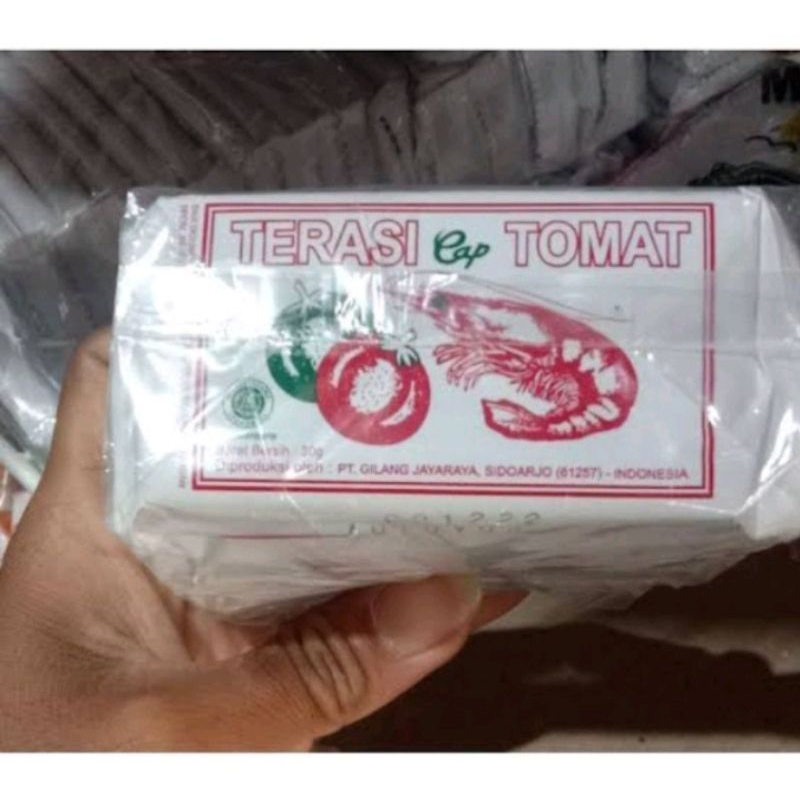 TERASI Cap TOMAT
Berat Bersih : 30g
Diproduksi oleh : PT. GILANG JAYARAYA, SIDOARJO (61257) - INDONESIA
M